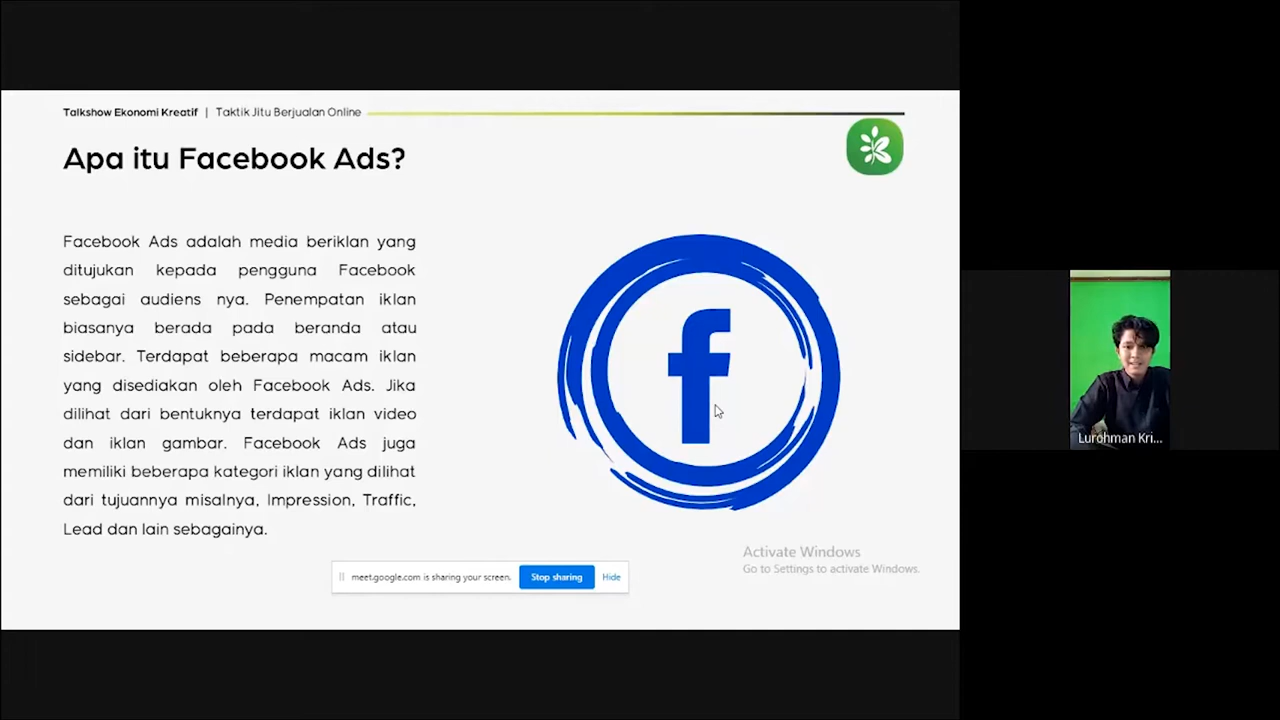 Talkshow Ekonomi Kreatif | Taktik Jitu Berjualan Online
Apa itu Facebook Ads?
Facebook Ads adalah media beriklan yang
ditujukan kepada pengguna Facebook
sebagai audiens nya. Penempatan iklan
biasanya berada pada beranda atau
sidebar. Terdapat beberapa macam iklan
yang disediakan oleh Facebook Ads. Jika
dilihat dari bentuknya terdapat iklan video
dan iklan gambar. Facebook Ads juga
memiliki beberapa kategori iklan yang dilihat
dari tujuannya misalnya, Impression, Traffic,
Lead dan lain sebagainya.
f
Activate Windows
Go to Settings to activate Windows.
meet.google.com is sharing your screen.
Stop sharing
Hide
Lurohman Kri...